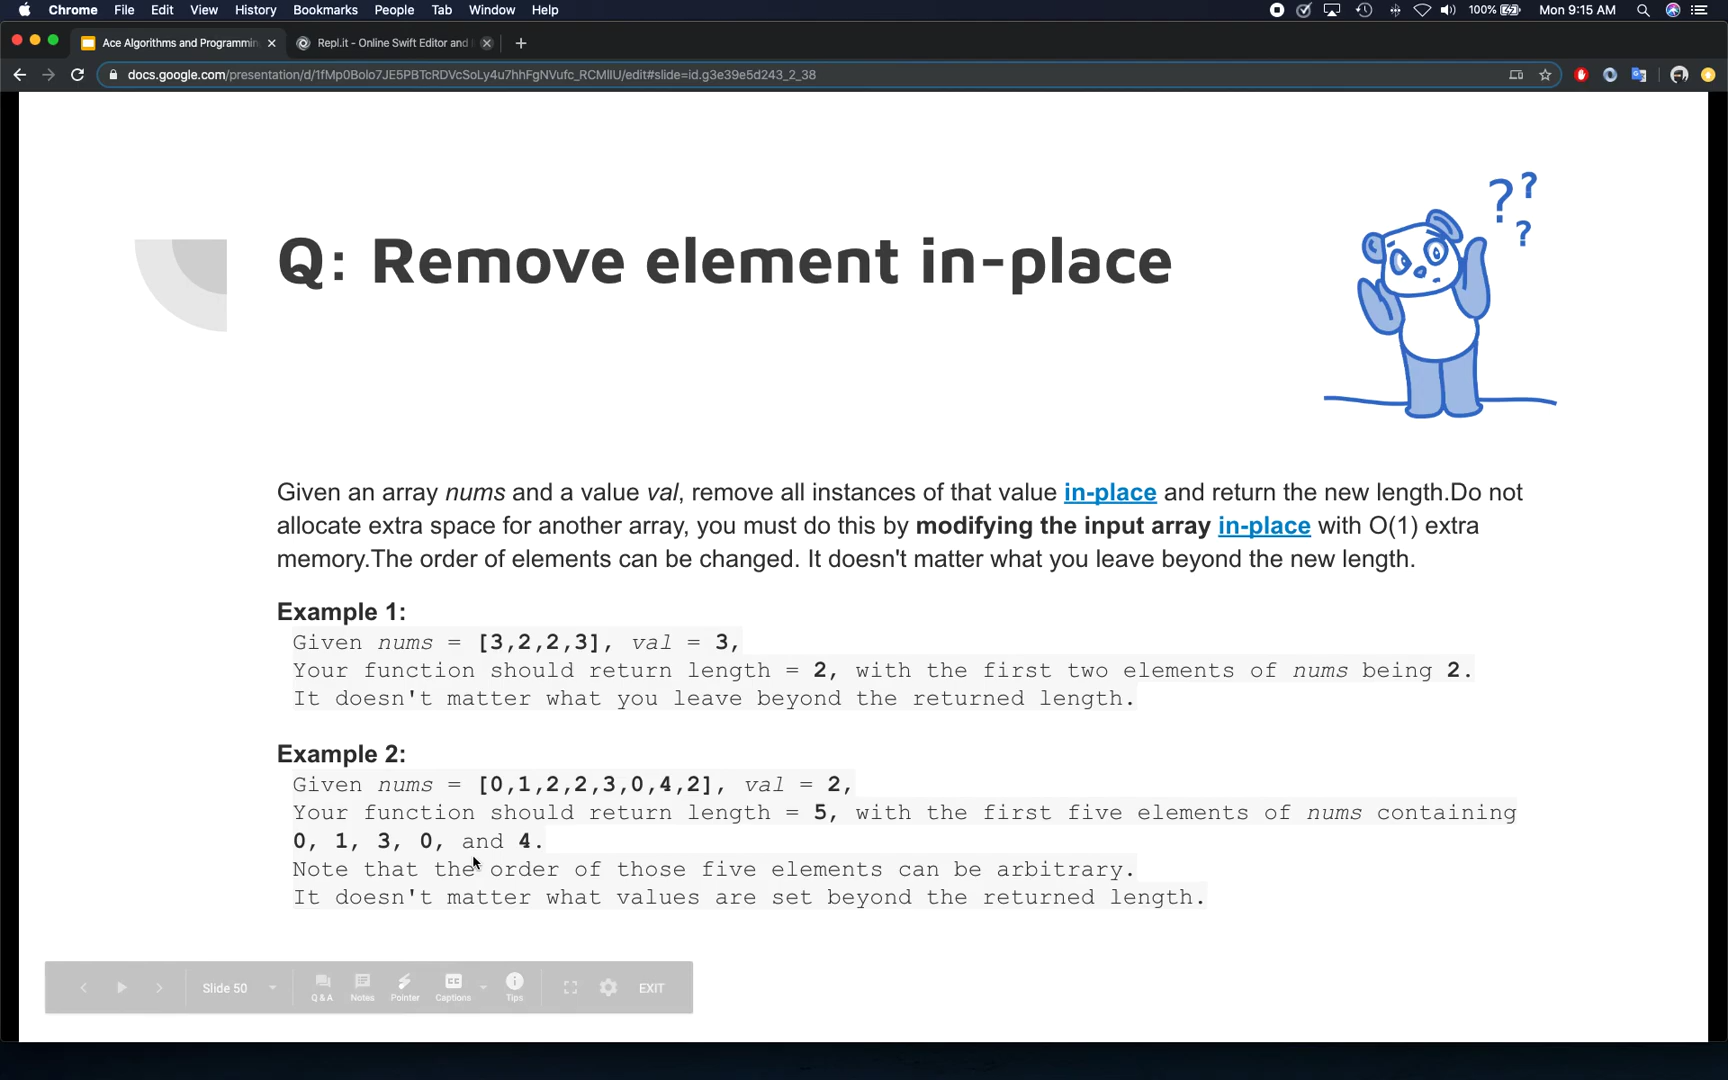 Chrome File Edit View History Bookmarks People Tab Window Help 100% Mon 9:15 AM
Ace Algorithms and Programmin Repl.it - Online Swift Editor and
docs.google.com/presentation/d/1fMp0Bolo7JE5PBTcRDVcSoLy4u7hhFgNVufc_RCMlIU/edit#slide=id.g3e39e5d243_2_38
? ? ?
Q: Remove element in-place
Given an array nums and a value val, remove all instances of that value in-place and return the new length.Do not
allocate extra space for another array, you must do this by modifying the input array in-place with O(1) extra
memory.The order of elements can be changed. It doesn't matter what you leave beyond the new length.
Example 1:
Given nums = [3,2,2,3], val = 3,
Your function should return length = 2, with the first two elements of nums being 2.
It doesn't matter what you leave beyond the returned length.
Example 2:
Given nums = [0,1,2,2,3,0,4,2], val = 2,
Your function should return length = 5, with the first five elements of nums containing
0, 1, 3, 0, and 4.
Note that the order of those five elements can be arbitrary.
It doesn't matter what values are set beyond the returned length.
Slide 50 Q & A Notes Pointer CC Captions Tips EXIT